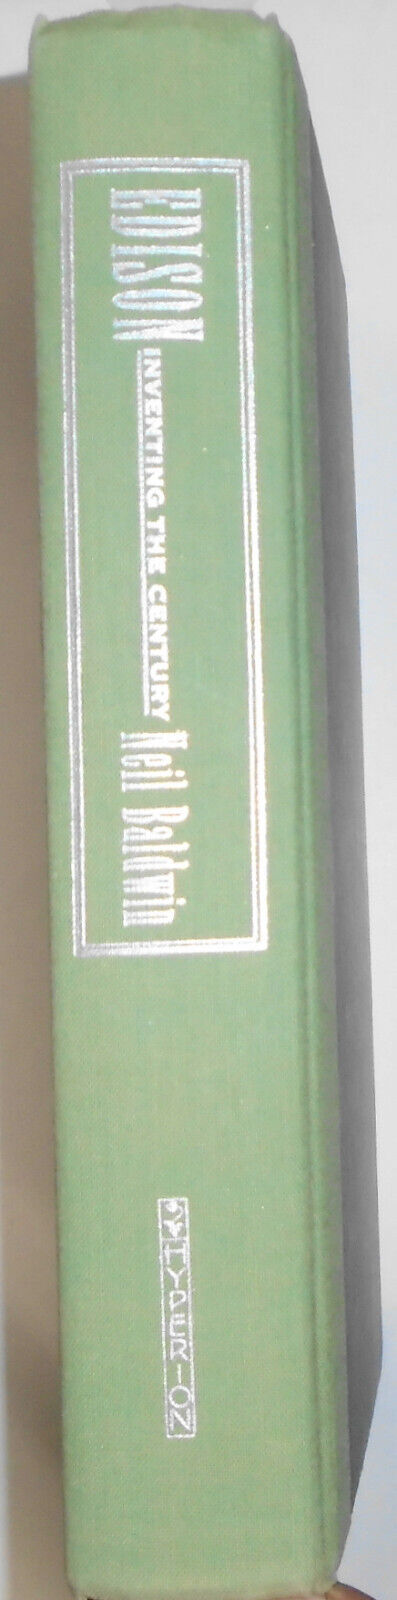 EDISON
INVENTING THE CENTURY
Neil Baldwin
HYPERION